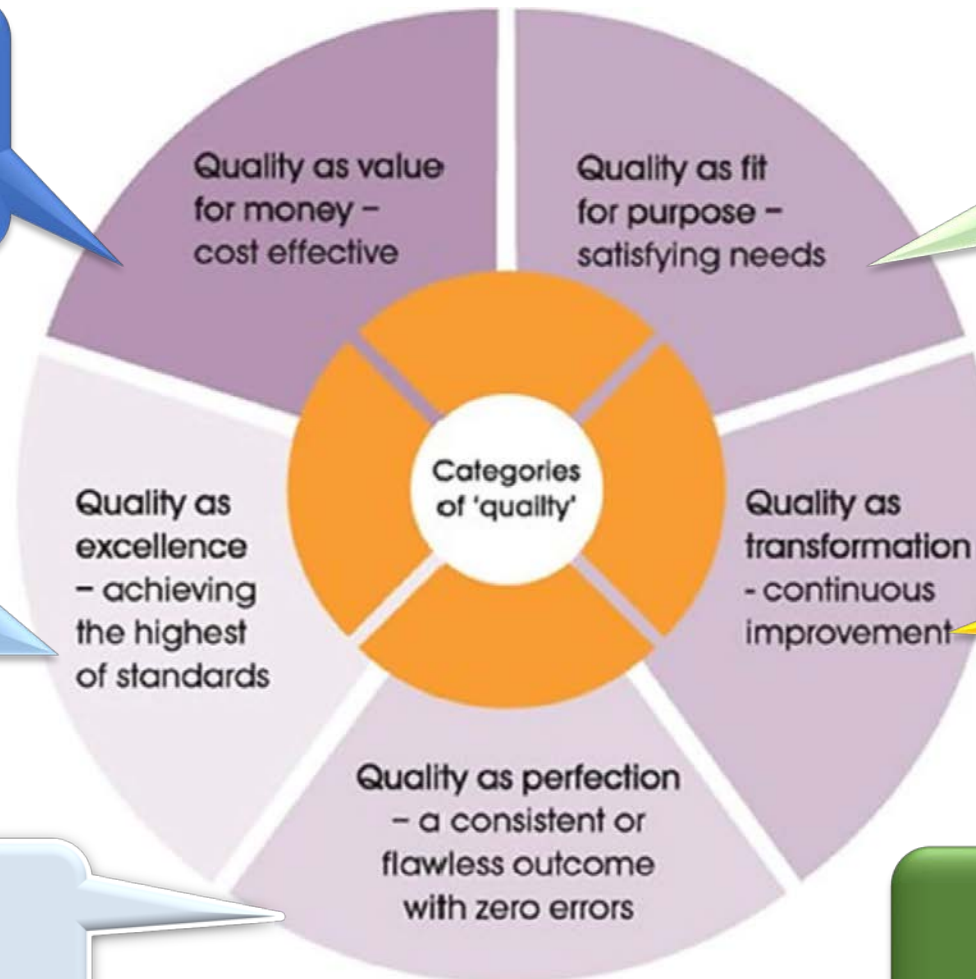 Quality as value
for money –
cost effective
Quality as fit
for purpose –
satisfying needs
Categories
of 'quailty'
Quality as
excellence
– achieving
the highest
of standards
Quality as
transformation
- continuous
improvement
Quality as perfection
– a consistent or
flawless outcome
with zero errors